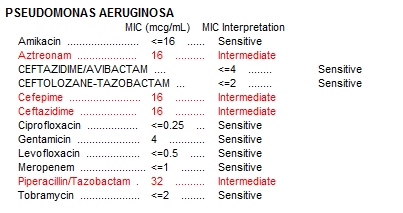 PSEUDOMONAS AERUGINOSA
MIC (mcg/mL) MIC Interpretation
Amikacin .................... <=16 ...... Sensitive
Aztreonam .................. 16 .......... Intermediate
CEFTAZIDIME/AVIBACTAM .... <=4 ........ Sensitive
CEFTOLOZANE-TAZOBACTAM ... <=2 ........ Sensitive
Cefepime .................... 16 .......... Intermediate
Ceftazidime ................. 16 .......... Intermediate
Ciprofloxacin ............... <=0.25 ... Sensitive
Gentamicin .................. 4 ............ Sensitive
Levofloxacin ................ <=0.5 ..... Sensitive
Meropenem ................. <=1 ........ Sensitive
Piperacillin/Tazobactam . 32 .......... Intermediate
Tobramycin ................. <=2 ........ Sensitive